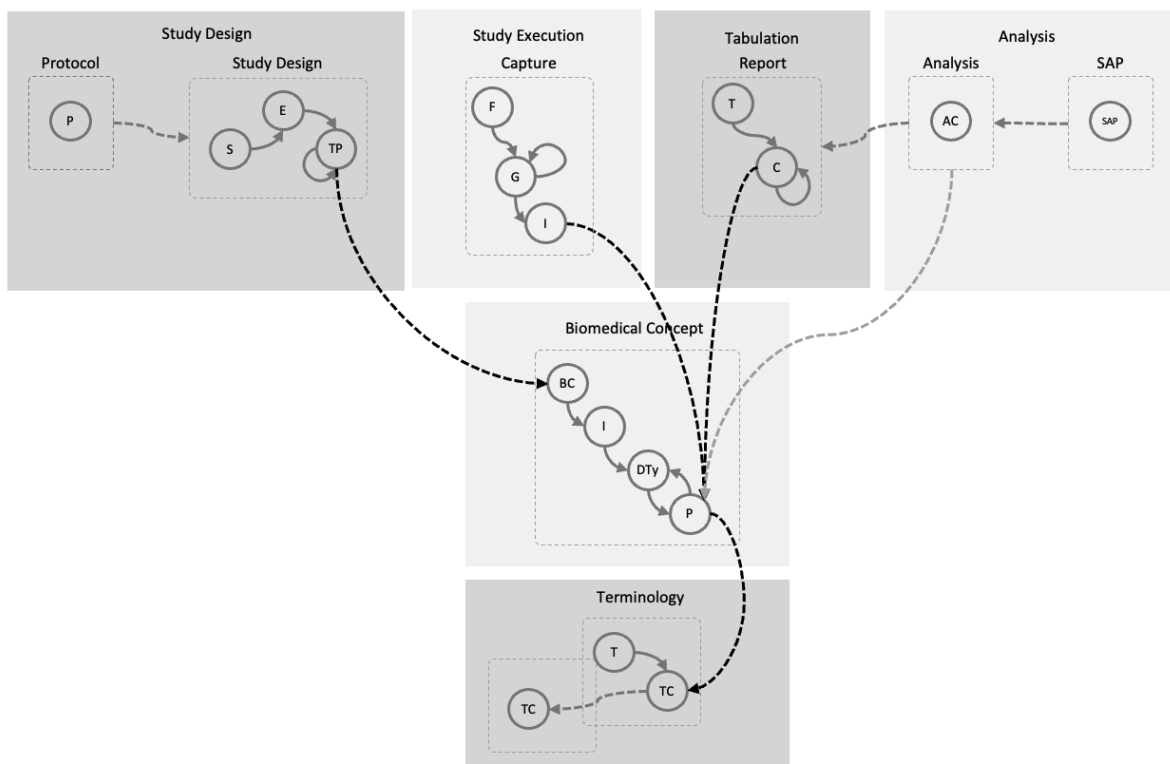 Study Design
Protocol
Study Design
P
S
E
TP
Study Execution
Capture
F
G
I
Tabulation
Report
T
C
Analysis
Analysis
SAP
AC
SAP
Biomedical Concept
BC
I
DTy
P
Terminology
T
TC
TC